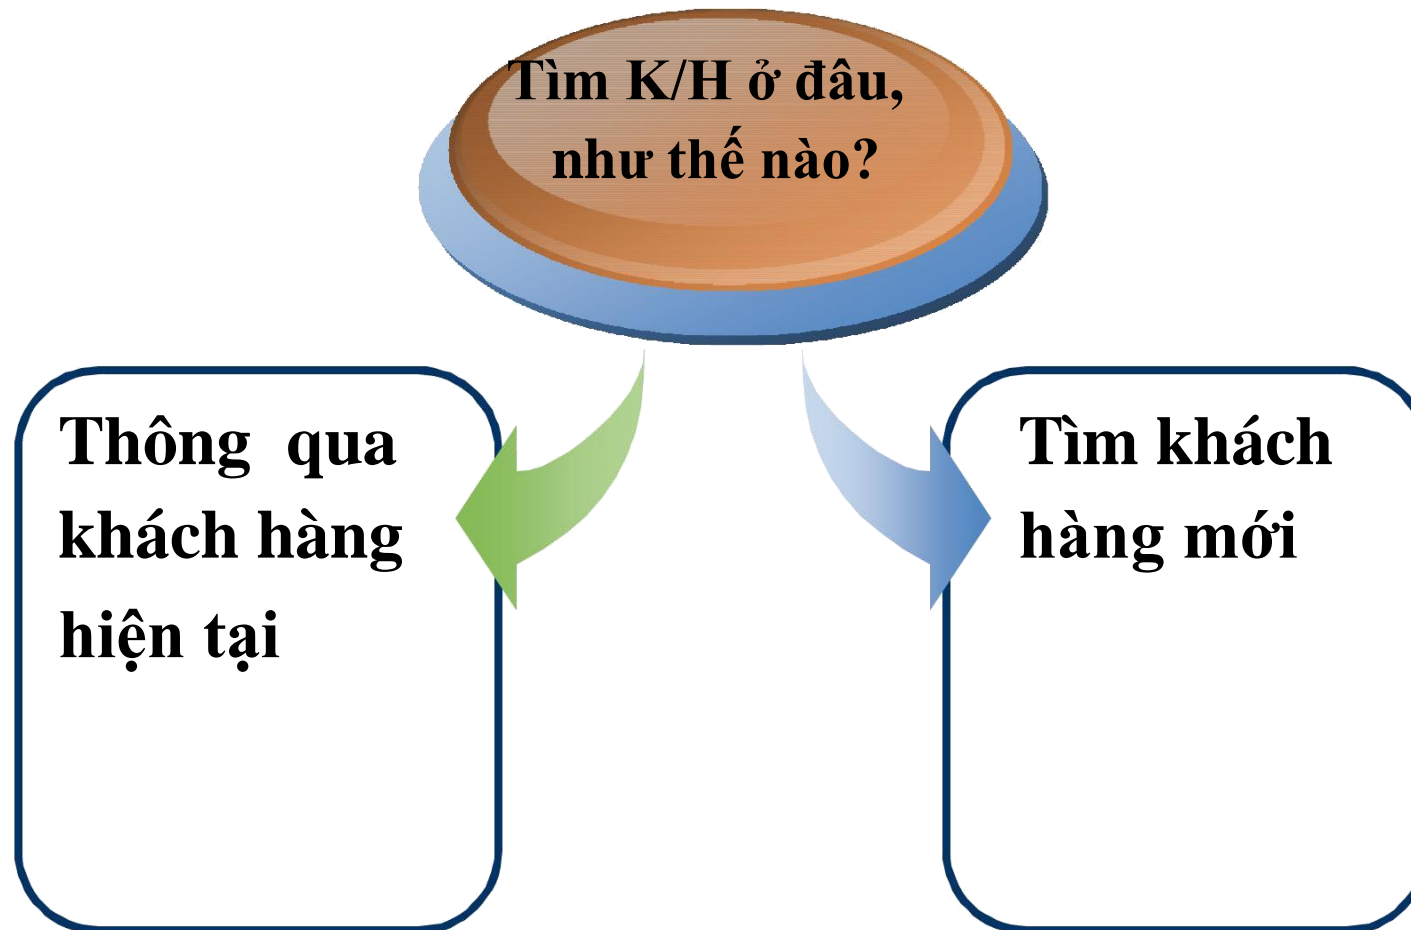 Tìm K/H ở đâu,
như thế nào?
Thông qua
khách hàng
hiện tại
Tìm khách
hàng mới